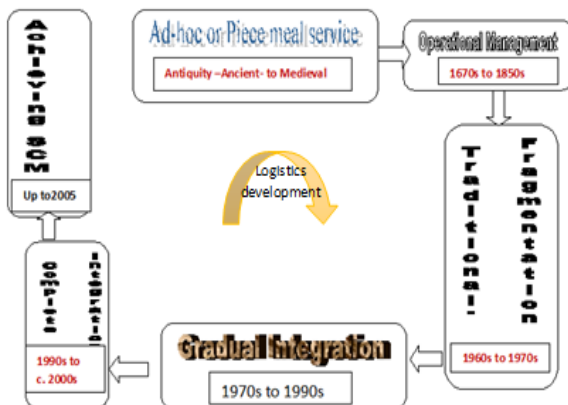 Ad-hoc or Piece meal service
Antiquity –Ancient- to Medieval
Operational Management
1670s to 1850s
Traditional-
Fragmentation
1960s to 1970s
Gradual Integration
1970s to 1990s
Complete
1990s to
c. 2000s
Achieving SCM
Up to2005
Logistics
development